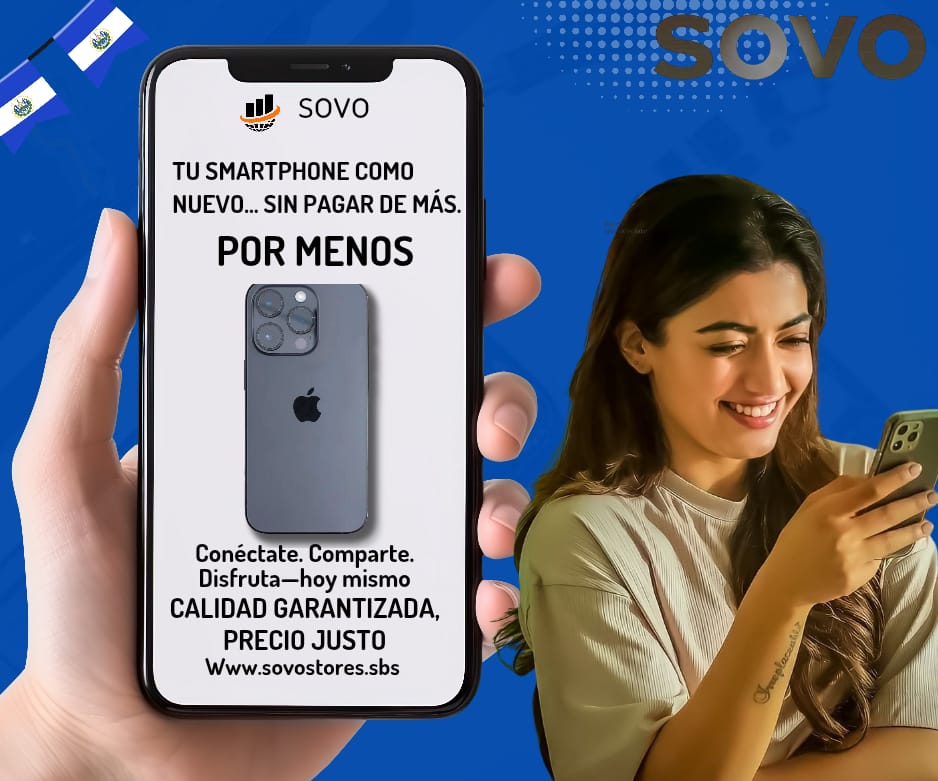 SOVO
SOVO
TU SMARTPHONE COMO
NUEVO... SIN PAGAR DE MÁS.
POR MENOS
Conéctate. Comparte.
Disfruta—hoy mismo
CALIDAD GARANTIZADA,
PRECIO JUSTO
Www.sovostores.sbs
Irreplaceable